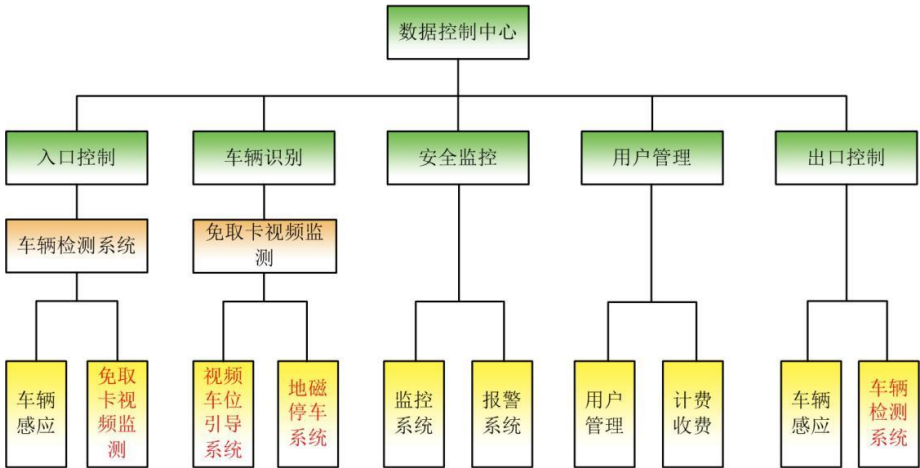 数据控制中心
入口控制
车辆识别
安全监控
用户管理
出口控制
车辆检测系统
免取卡视频监
测
车辆
感应
免取
卡视
频监
测
视频
车位
引导
系统
地磁
停车
系统
监控
系统
报警
系统
用户
管理
计费
收费
车辆
感应
车辆
检测
系统